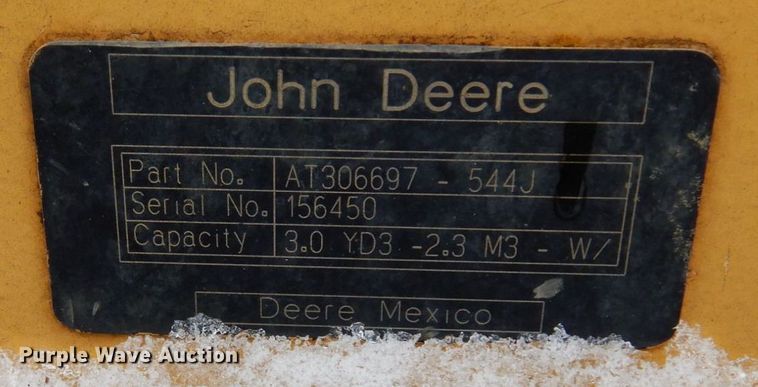 John Deere
Part No. AT306697 - 544J
Serial No. 156450
Capacity 3.0 YD3 -2.3 M3 - W/
Deere Mexico
Purple Wave Auction